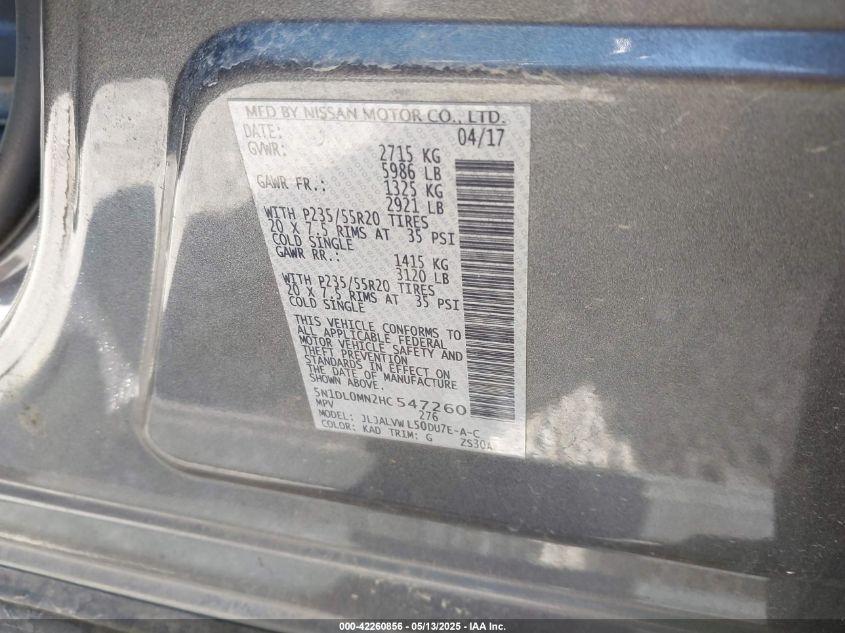 MFD BY NISSAN MOTOR CO., LTD.
DATE: 04/17
GVWR: 2715 KG
5986 LB
GAWR FR.: 1325 KG
2921 LB
WITH P235/55R20 TIRES
20 X 7.5 RIMS AT 35 PSI
COLD SINGLE
GAWR RR.: 1415 KG
3120 LB
WITH P235/55R20 TIRES
20 X 7.5 RIMS AT 35 PSI
COLD SINGLE
THIS VEHICLE CONFORMS TO
ALL APPLICABLE FEDERAL
MOTOR VEHICLE SAFETY AND
THEFT PREVENTION
STANDARDS IN EFFECT ON
THE DATE OF MANUFACTURE
SHOWN ABOVE.
5N1DL0MN2HC547260
MPV 276
MODEL: JLJALVWL50DU7E-A-C
COLOR: KAD TRIM: G ZS30A
000-42260856 - 05/13/2025 - IAA Inc.